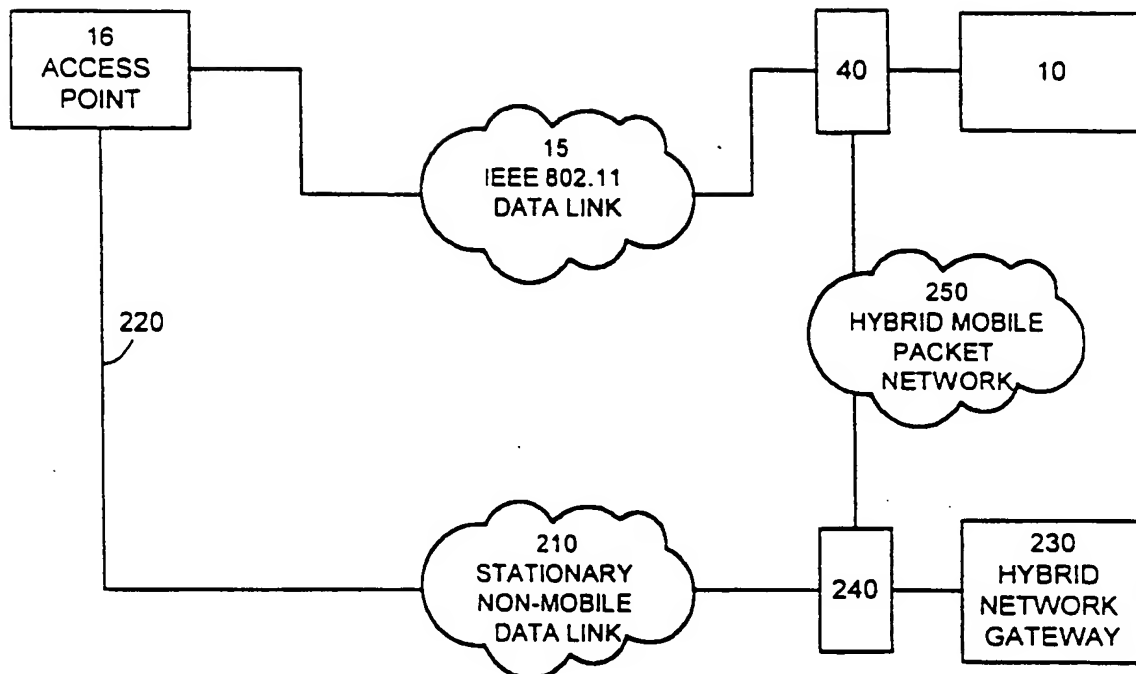 16
ACCESS
POINT
40
10
15
IEEE 802.11
DATA LINK
250
HYBRID MOBILE
PACKET
NETWORK
220
210
STATIONARY
NON-MOBILE
DATA LINK
240
230
HYBRID
NETWORK
GATEWAY